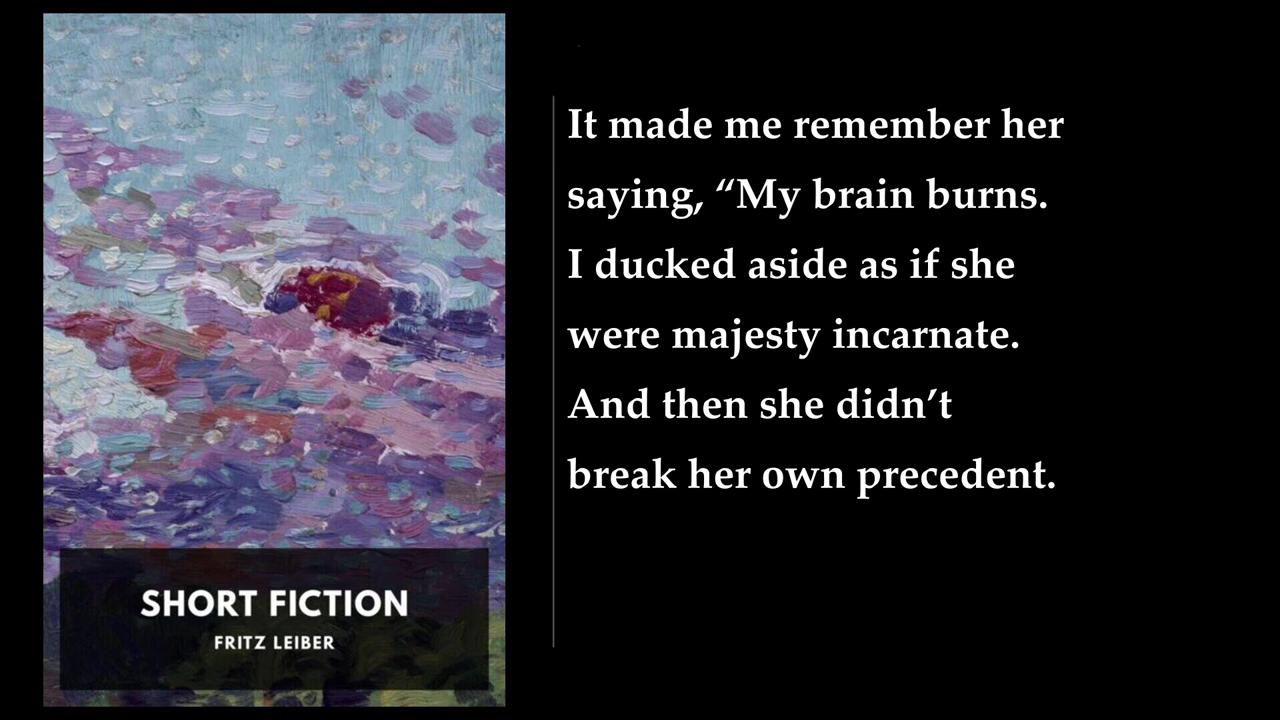 It made me remember her
saying, “My brain burns.
I ducked aside as if she
were majesty incarnate.
And then she didn’t
break her own precedent.
SHORT FICTION
FRITZ LEIBER